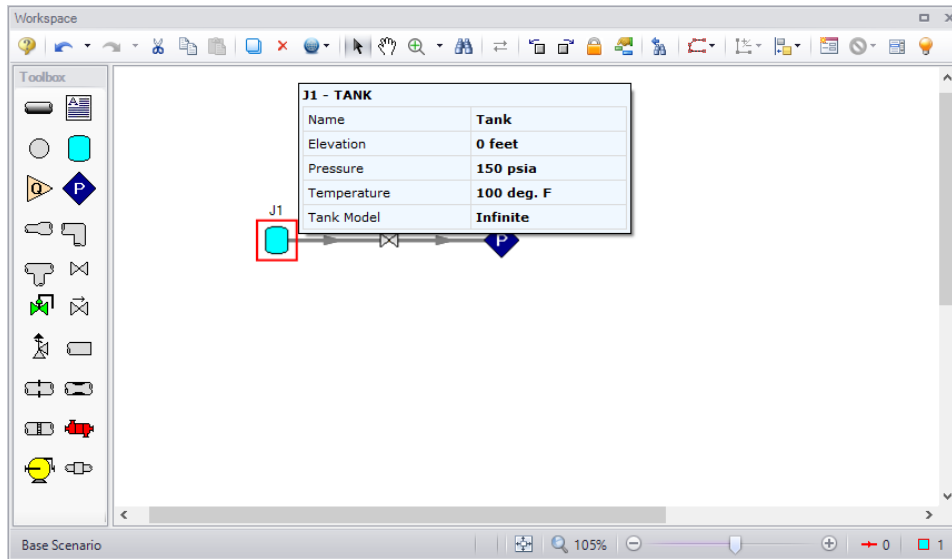 Workspace
Toolbox
A
Q
P
J1 - TANK
Name Tank
Elevation 0 feet
Pressure 150 psia
Temperature 100 deg. F
Tank Model Infinite
J1
P
Base Scenario
105%
0
1